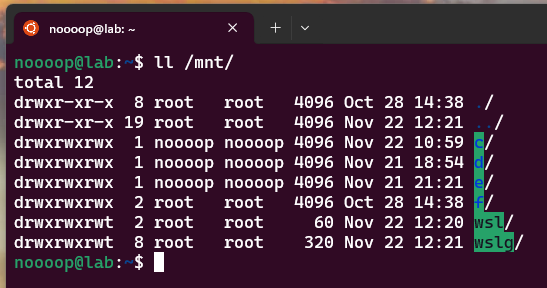 noooop@lab: ~
noooop@lab:~$ ll /mnt/
total 12
drwxr-xr-x  8 root   root   4096 Oct 28 14:38 ./
drwxr-xr-x 19 root   root   4096 Nov 22 12:21 ../
drwxrwxrwx  1 noooop noooop 4096 Nov 22 10:59 c/
drwxrwxrwx  1 noooop noooop 4096 Nov 21 18:54 d/
drwxrwxrwx  1 noooop noooop 4096 Nov 21 21:21 e/
drwxrwxrwx  2 root   root   4096 Oct 28 14:38 f/
drwxrwxrwt  2 root   root     60 Nov 22 12:20 wsl/
drwxrwxrwt  8 root   root    320 Nov 22 12:21 wslg/
noooop@lab:~$